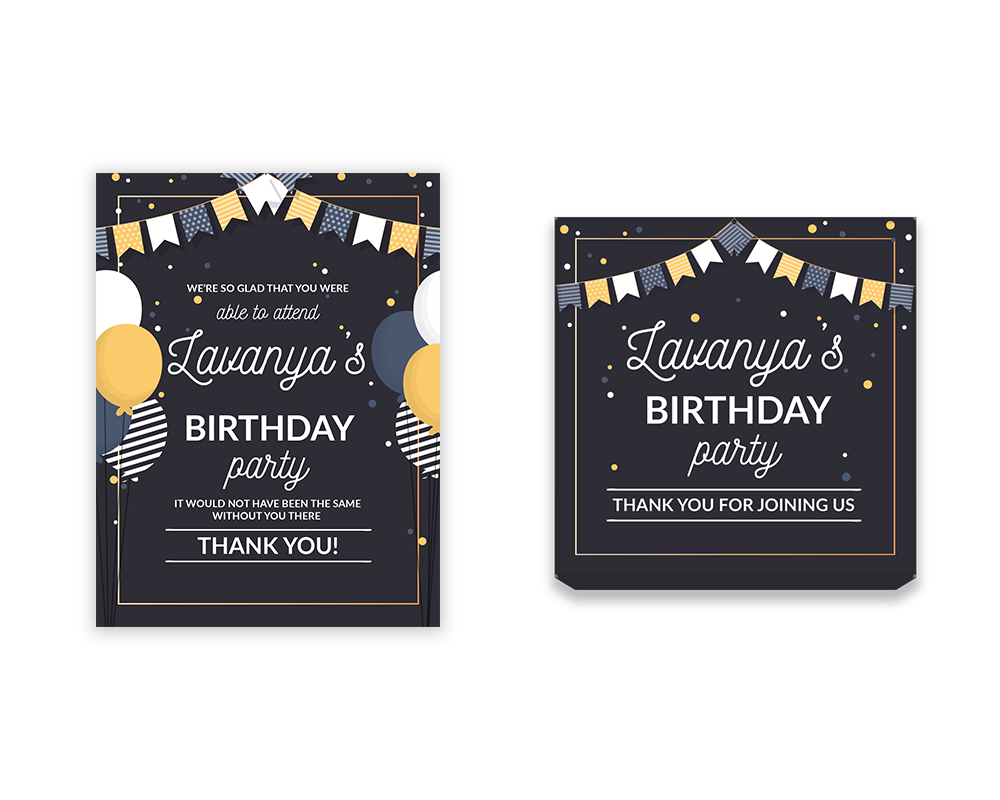 WE'RE SO GLAD THAT YOU WERE
able to attend
Lavanya's
BIRTHDAY
party
IT WOULD NOT HAVE BEEN THE SAME
WITHOUT YOU THERE
THANK YOU!
Lavanya's
BIRTHDAY
party
THANK YOU FOR JOINING US